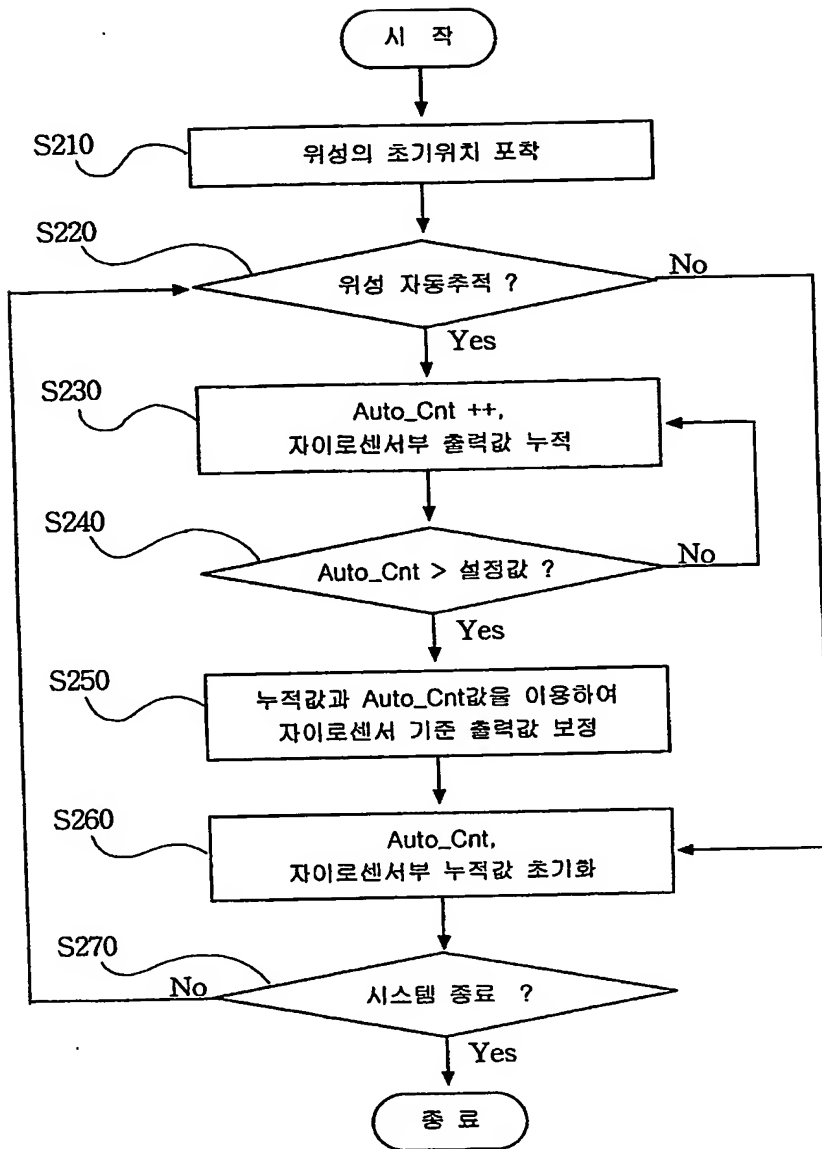 시 작
S210
위성의 초기위치 포착
S220
위성 자동추적 ?
No
Yes
S230
Auto_Cnt ++,
자이로센서부 출력값 누적
S240
Auto_Cnt > 설정값 ?
No
Yes
S250
누적값과 Auto_Cnt값을 이용하여
자이로센서 기준 출력값 보정
S260
Auto_Cnt,
자이로센서부 누적값 초기화
S270
No
시스템 종료 ?
Yes
종 료